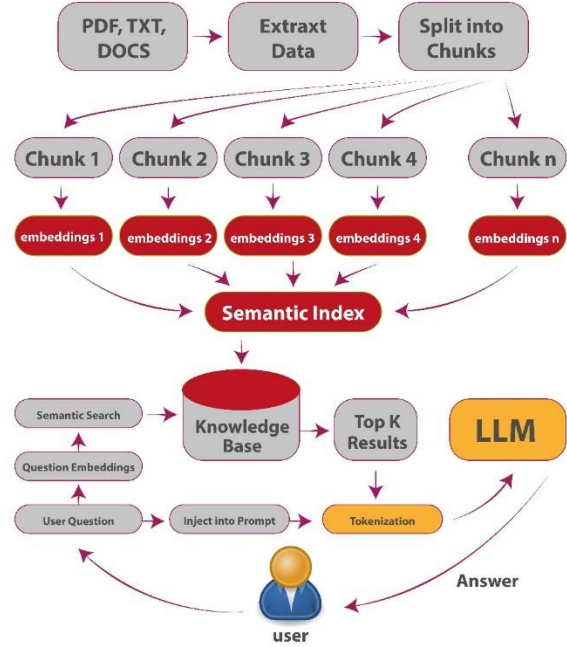 PDF, TXT,
DOCS
Extraxt
Data
Split into
Chunks
Chunk 1
Chunk 2
Chunk 3
Chunk 4
Chunk n
embeddings 1
embeddings 2
embeddings 3
embeddings 4
embeddings n
Semantic Index
Semantic Search
Knowledge
Base
Top K
Results
LLM
Question Embeddings
User Question
Inject into Prompt
Tokenization
Answer
user